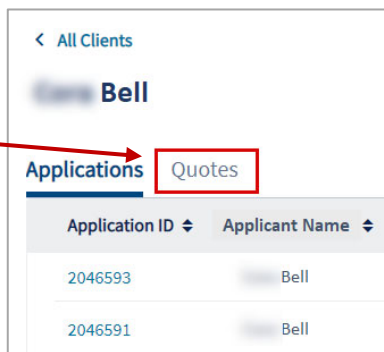 < All Clients
Bell
Applications Quotes
Application ID Applicant Name
2046593 Bell
2046591 Bell